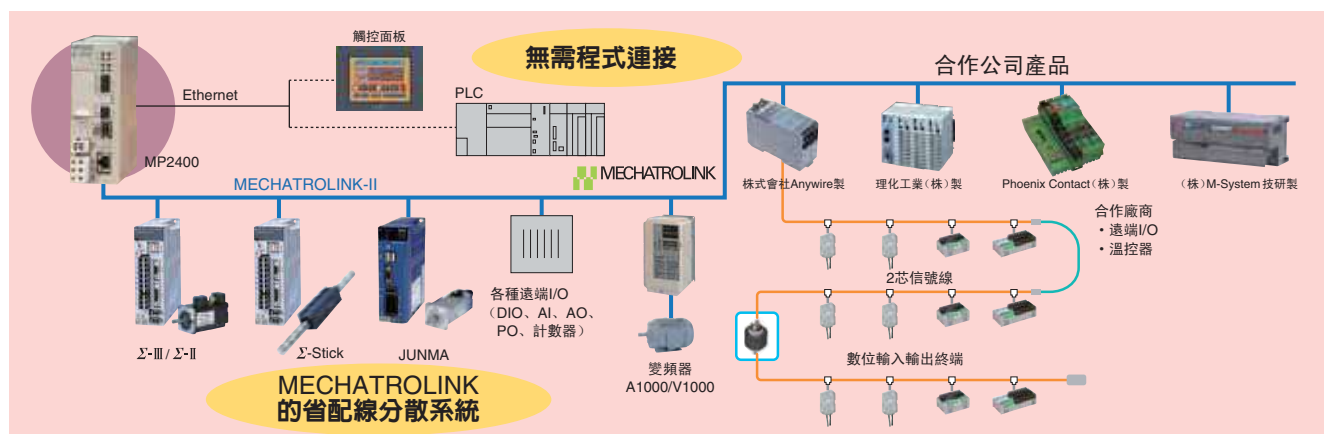 觸控面板
無需程式連接
合作公司產品
Ethernet
PLC
MP2400
MECHATROLINK-II
MECHATROLINK
株式會社Anywire製
理化工業（株）製
Phoenix Contact（株）製
（株）M-System 技研製
合作廠商
・遠端I/O
・溫控器
2芯信號線
各種遠端I/O
（DIO、AI、AO、
PO、計數器）
Σ-Ⅲ / Σ-Ⅱ
Σ-Stick
JUNMA
變頻器
A1000/V1000
數位輸入輸出終端
MECHATROLINK
的省配線分散系統